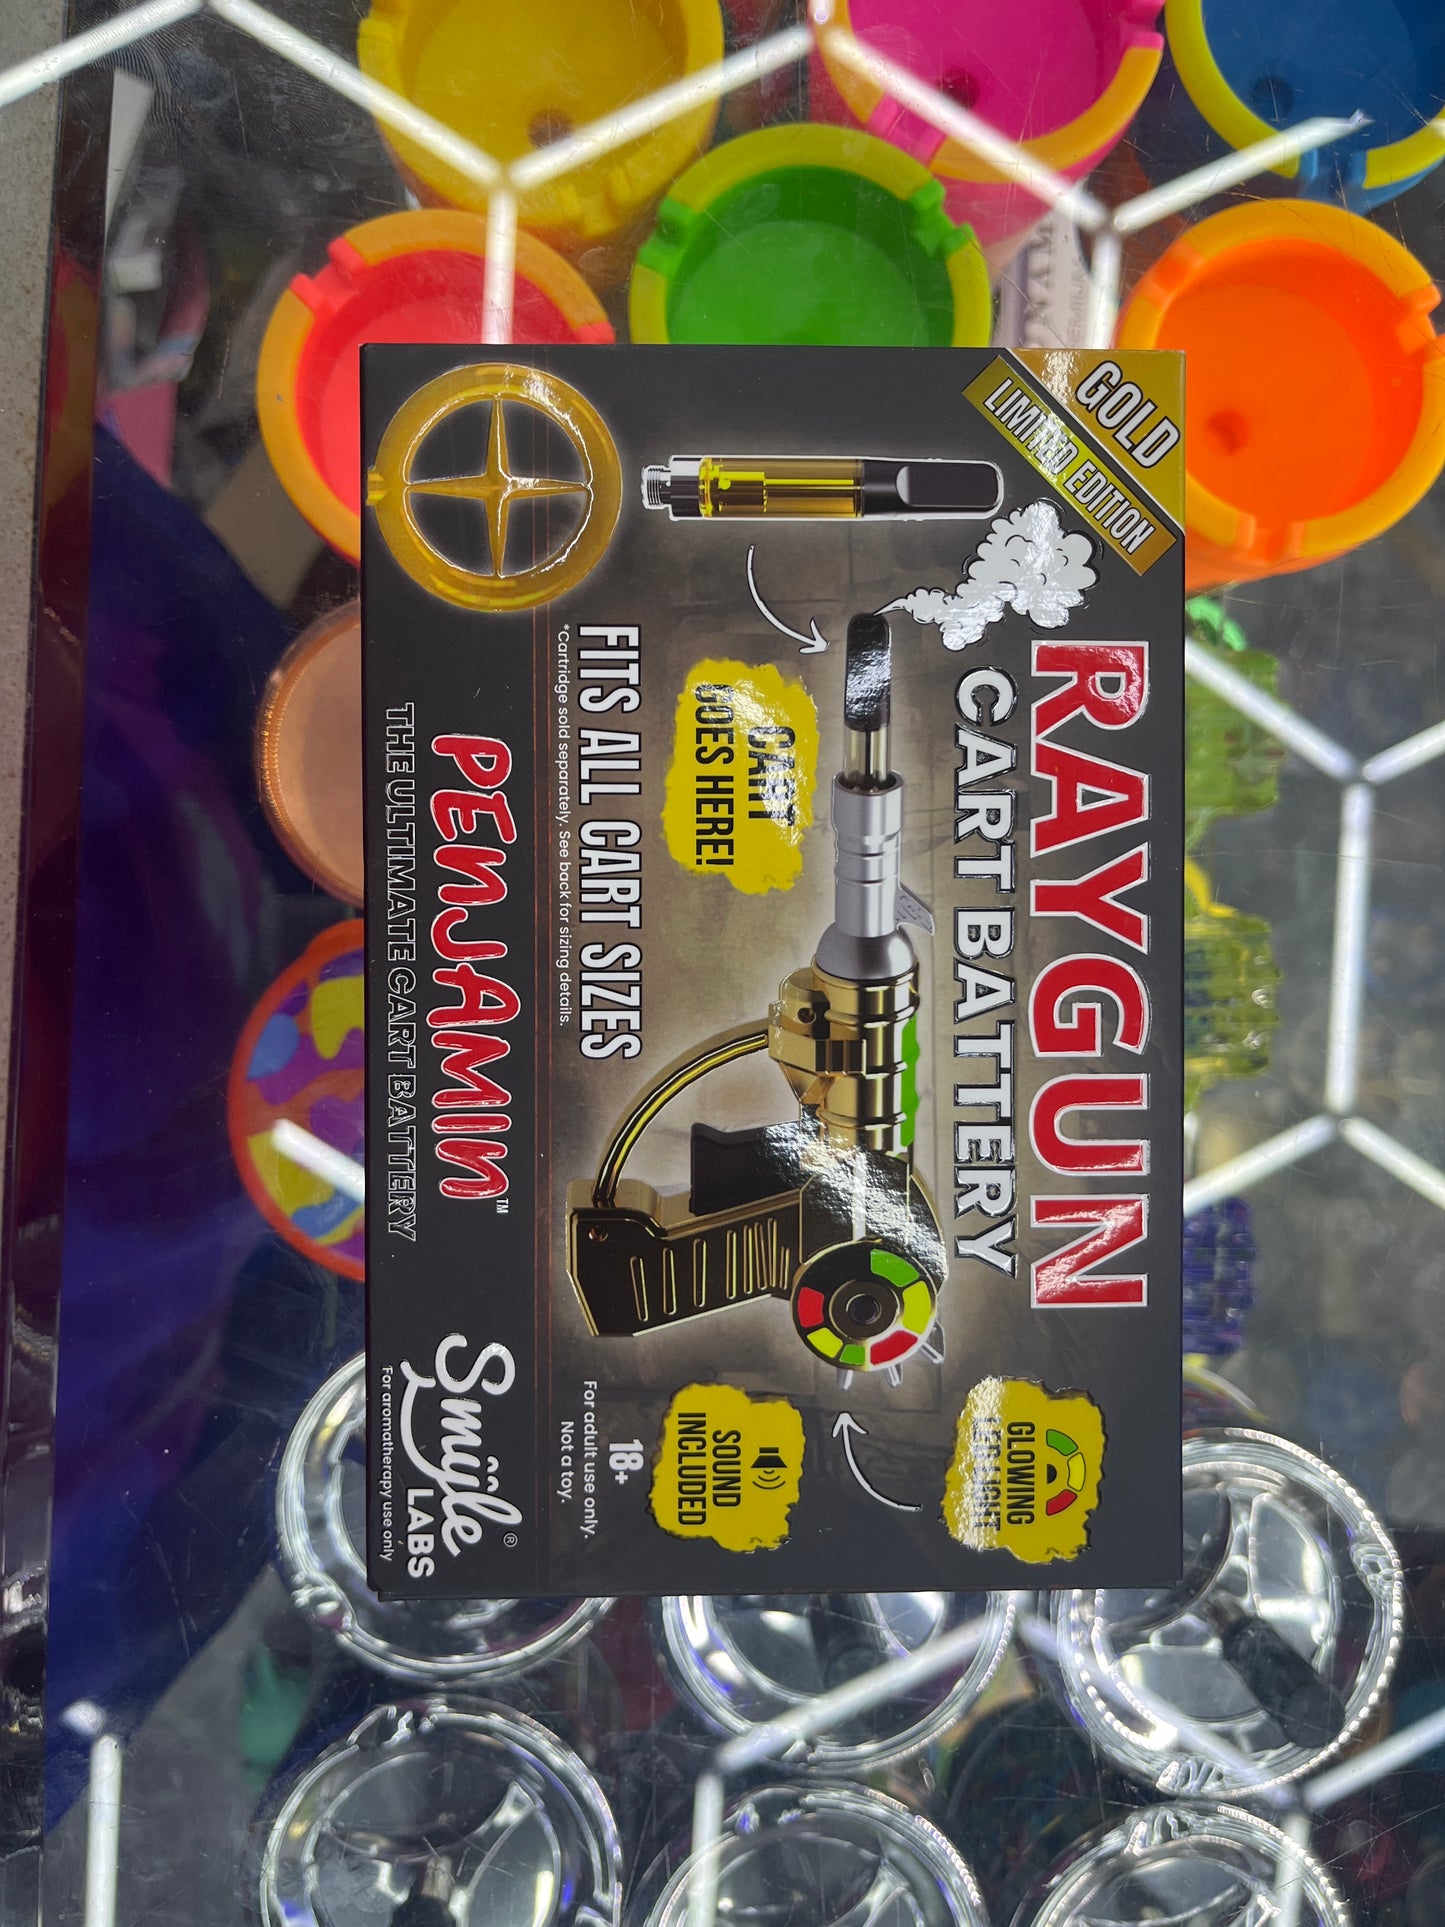 GOLD
LIMITED EDITION
RAYGUN
CART BATTERY
CART
GOES HERE!
GLOWING
LED LIGHT
SOUND
INCLUDED
FITS ALL CART SIZES
*Cartridge sold separately. See back for sizing details.
18+
For adult use only.
Not a toy.
PENJAMIN™
THE ULTIMATE CART BATTERY
Smyle®
LABS
For aromatherapy use only